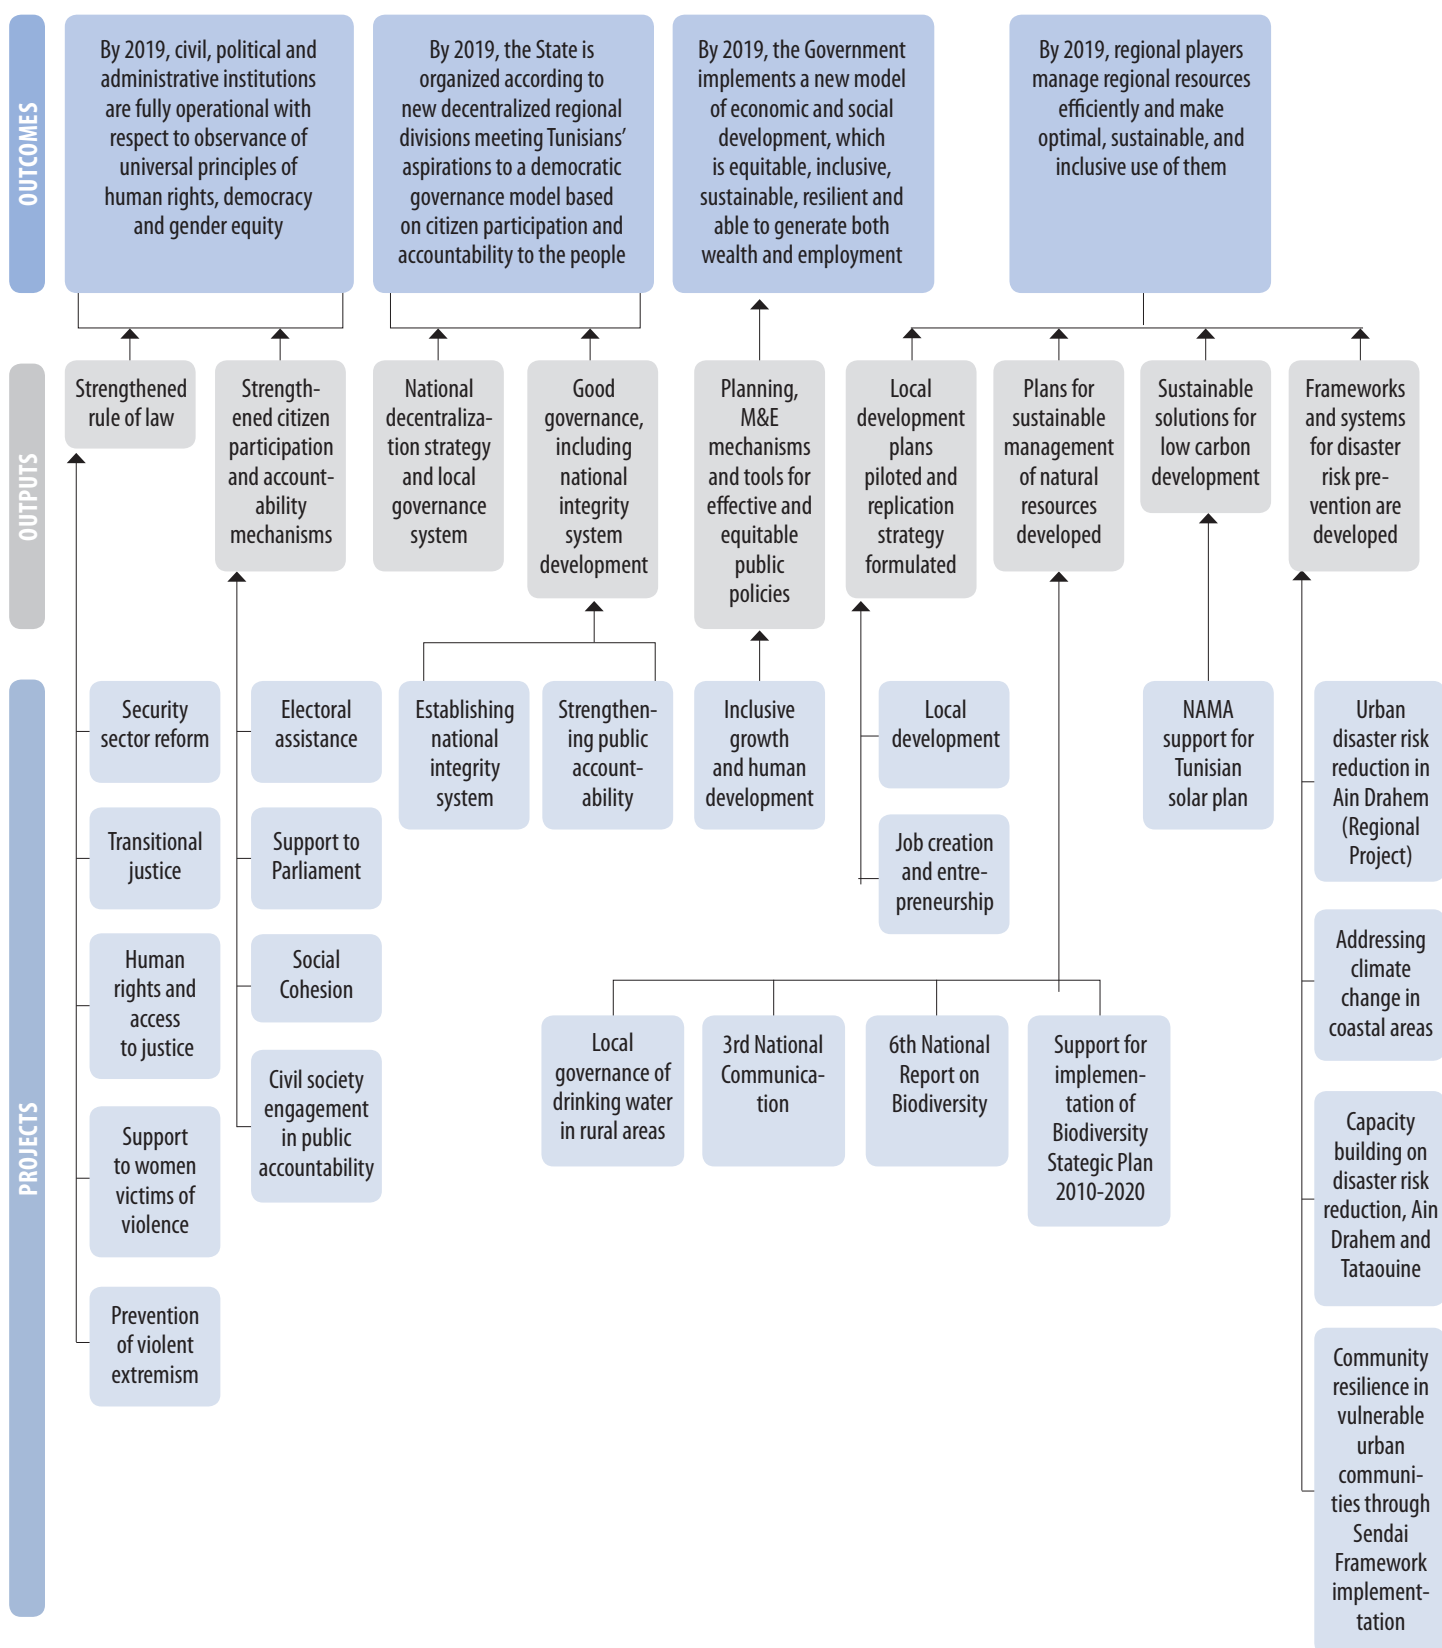 OUTCOMES
By 2019, civil, political and
administrative institutions
are fully operational with
respect to observance of
universal principles of
human rights, democracy
and gender equity
By 2019, the State is
organized according to
new decentralized regional
divisions meeting Tunisians’
aspirations to a democratic
governance model based
on citizen participation and
accountability to the people
By 2019, the Government
implements a new model
of economic and social
development, which
is equitable, inclusive,
sustainable, resilient and
able to generate both
wealth and employment
By 2019, regional players
manage regional resources
efficiently and make
optimal, sustainable, and
inclusive use of them
OUTPUTS
Strengthened
rule of law
Strength-
ened citizen
participation
and account-
ability
mechanisms
National
decentraliza-
tion strategy
and local
governance
system
Good
governance,
including
national
integrity
system
development
Planning,
M&E
mechanisms
and tools for
effective and
equitable
public
policies
Local
development
plans
piloted and
replication
strategy
formulated
Plans for
sustainable
management
of natural
resources
developed
Sustainable
solutions for
low carbon
development
Frameworks
and systems
for disaster
risk pre-
vention are
developed
PROJECTS
Security
sector reform
Transitional
justice
Human
rights and
access
to justice
Support
to women
victims of
violence
Prevention
of violent
extremism
Electoral
assistance
Support to
Parliament
Social
Cohesion
Civil society
engagement
in public
accountability
Establishing
national
integrity
system
Strengthen-
ing public
account-
ability
Inclusive
growth
and human
development
Local
development
Job creation
and entre-
preneurship
Local
governance of
drinking water
in rural areas
3rd National
Communica-
tion
6th National
Report on
Biodiversity
Support for
implemen-
tation of
Biodiversity
Stategic Plan
2010-2020
NAMA
support for
Tunisian
solar plan
Urban
disaster risk
reduction in
Ain Drahem
(Regional
Project)
Addressing
climate
change in
coastal areas
Capacity
building on
disaster risk
reduction, Ain
Drahem and
Tataouine
Community
resilience in
vulnerable
urban
communi-
ties through
Sendai
Framework
implement-
tation